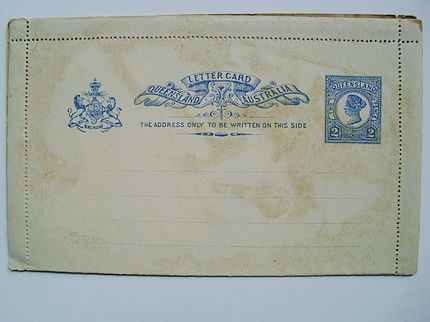 LETTER CARD
QUEENSLAND AUSTRALIA
THE ADDRESS ONLY TO BE WRITTEN ON THIS SIDE
QUEENSLAND
2 2